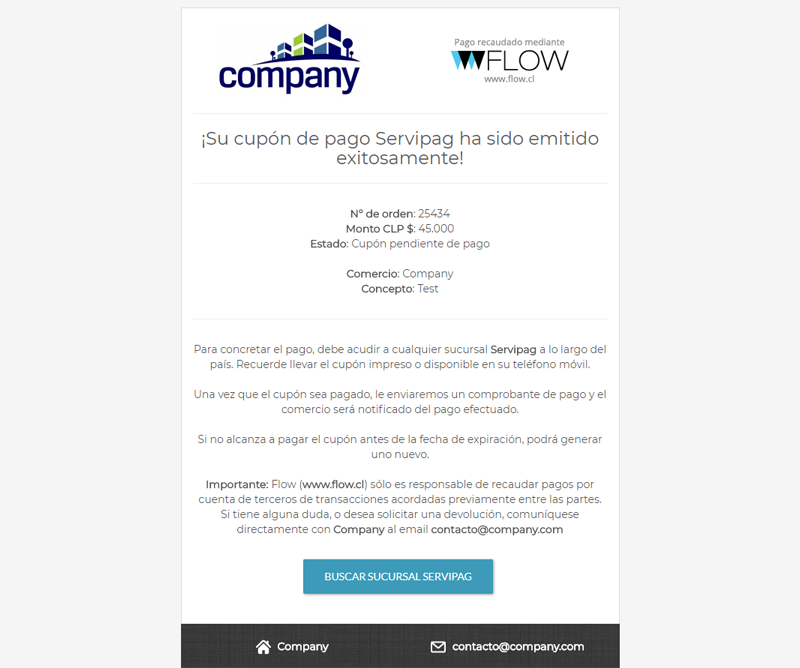 company
Pago recaudado mediante
FLOW
www.flow.cl
¡Su cupón de pago Servipag ha sido emitido
exitosamente!
N° de orden: 25434
Monto CLP $: 45.000
Estado: Cupón pendiente de pago
Comercio: Company
Concepto: Test
Para concretar el pago, debe acudir a cualquier sucursal Servipag a lo largo del
país. Recuerde llevar el cupón impreso o disponible en su teléfono móvil.
Una vez que el cupón sea pagado, le enviaremos un comprobante de pago y el
comercio será notificado del pago efectuado.
Si no alcanza a pagar el cupón antes de la fecha de expiración, podrá generar
uno nuevo.
Importante: Flow (www.flow.cl) sólo es responsable de recaudar pagos por
cuenta de terceros de transacciones acordadas previamente entre las partes.
Si tiene alguna duda, o desea solicitar una devolución, comuníquese
directamente con Company al email contacto@company.com
BUSCAR SUCURSAL SERVIPAG
Company
contacto@company.com